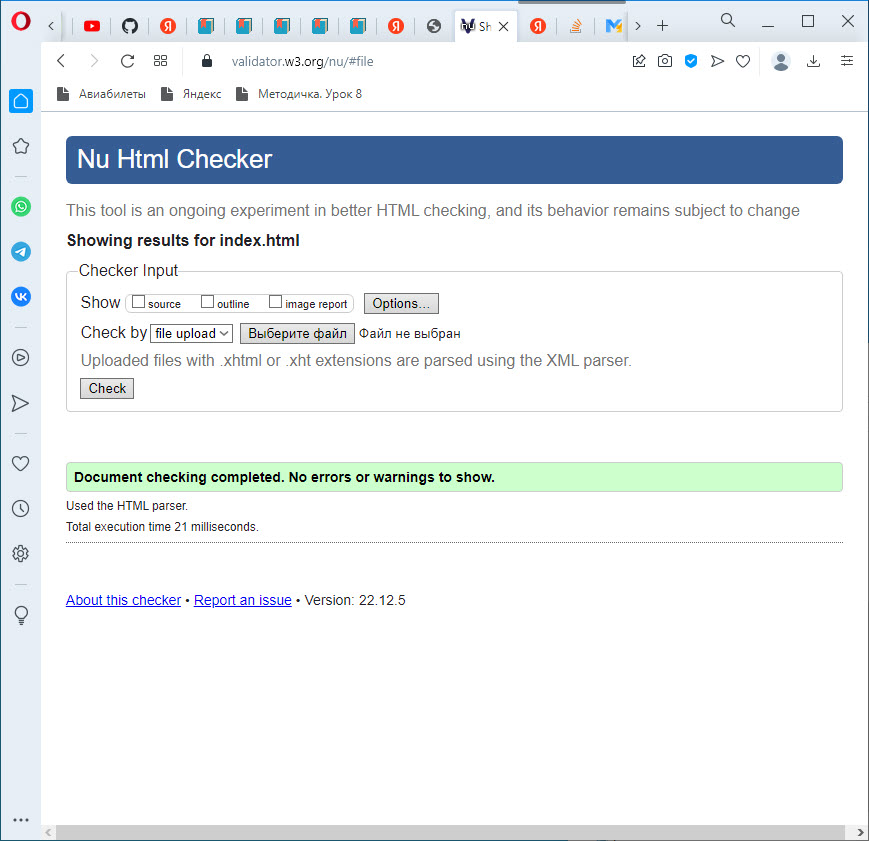 Sh
validator.w3.org/nu/#file
Авиабилеты Яндекс Методичка. Урок 8
Nu Html Checker
This tool is an ongoing experiment in better HTML checking, and its behavior remains subject to change
Showing results for index.html
Checker Input
Show source outline image report Options...
Check by file upload Выберите файл Файл не выбран
Uploaded files with .xhtml or .xht extensions are parsed using the XML parser.
Check
Document checking completed. No errors or warnings to show.
Used the HTML parser.
Total execution time 21 milliseconds.
About this checker • Report an issue • Version: 22.12.5